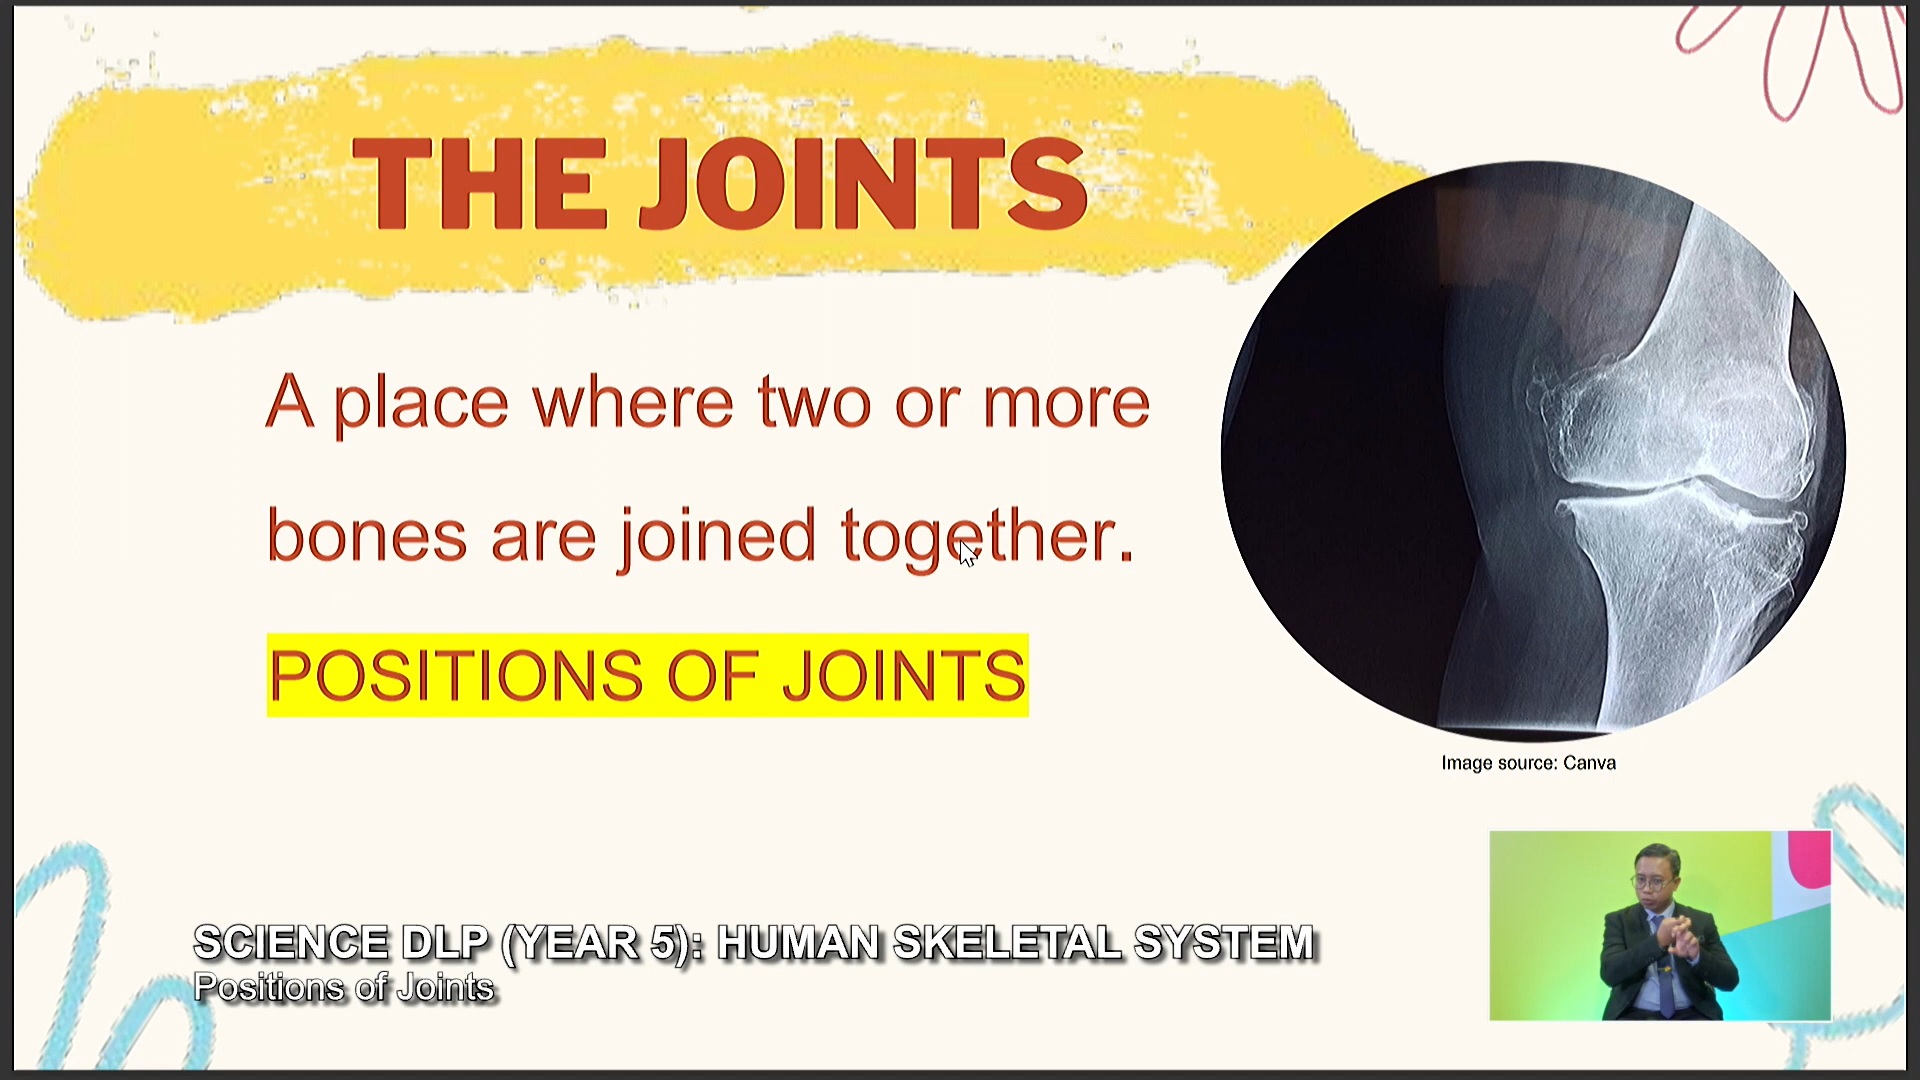 THE JOINTS
A place where two or more
bones are joined together.
POSITIONS OF JOINTS
Image source: Canva
SCIENCE DLP (YEAR 5): HUMAN SKELETAL SYSTEM
Positions of Joints